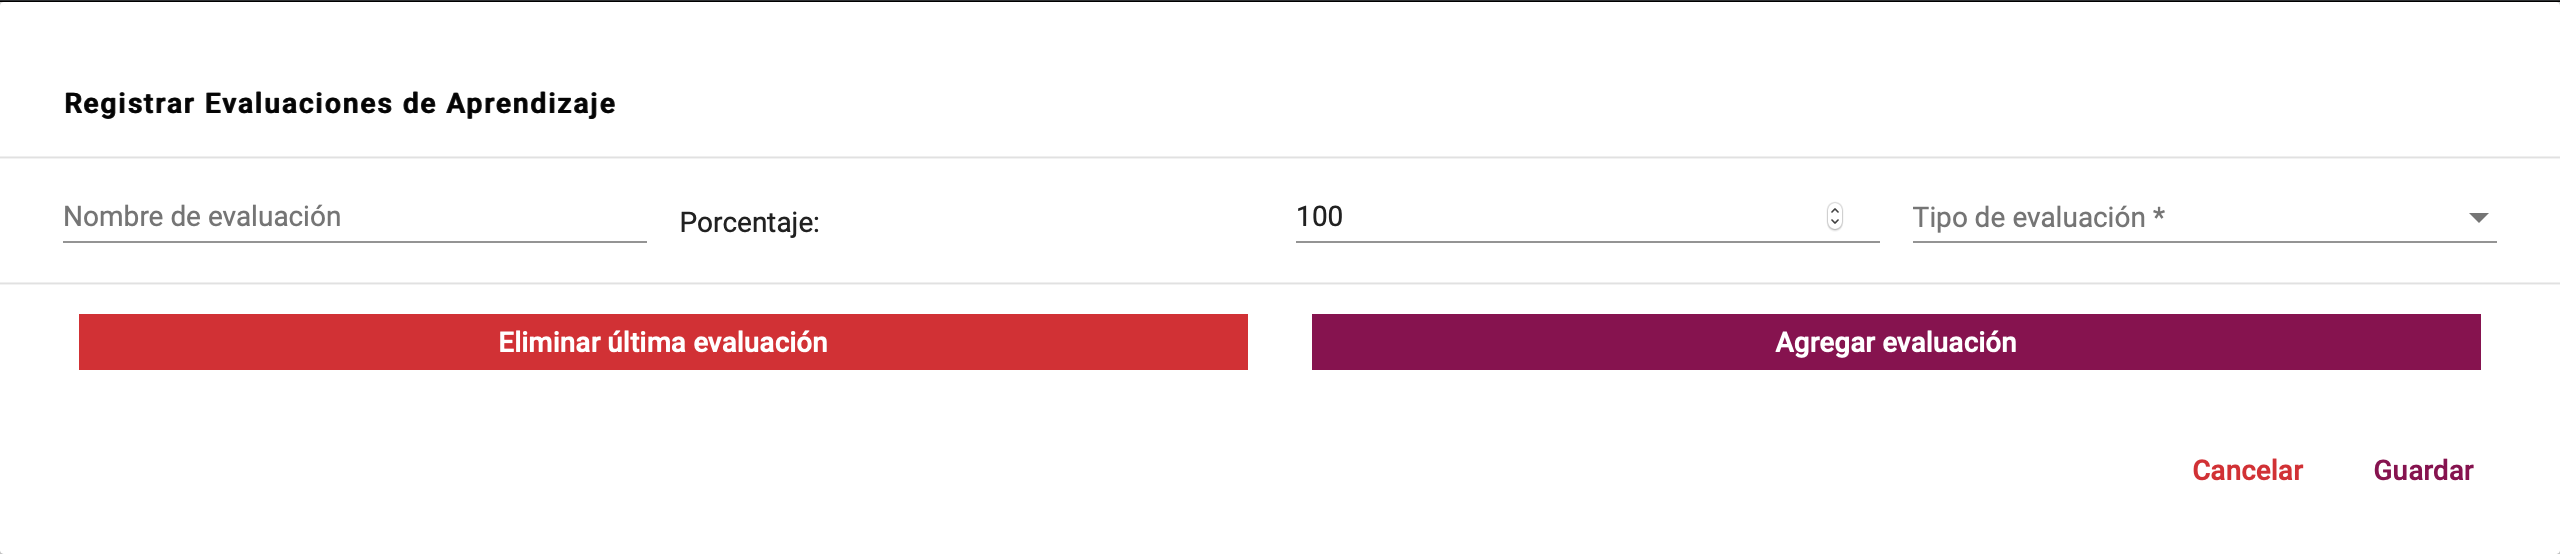 Registrar Evaluaciones de Aprendizaje
Nombre de evaluación Porcentaje: 100 Tipo de evaluación *
Eliminar última evaluación Agregar evaluación
Cancelar Guardar